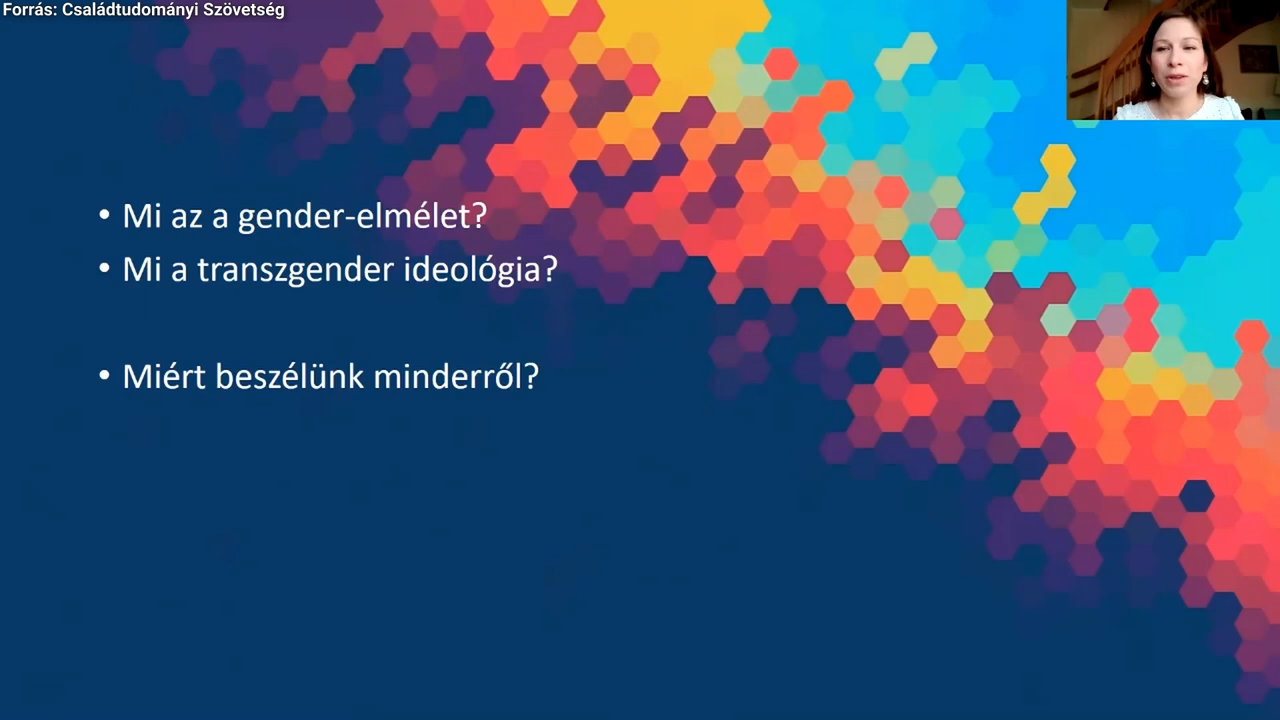 Forrás: Családtudományi Szövetség
• Mi az a gender-elmélet?
• Mi a transzgender ideológia?
• Miért beszélünk minderről?